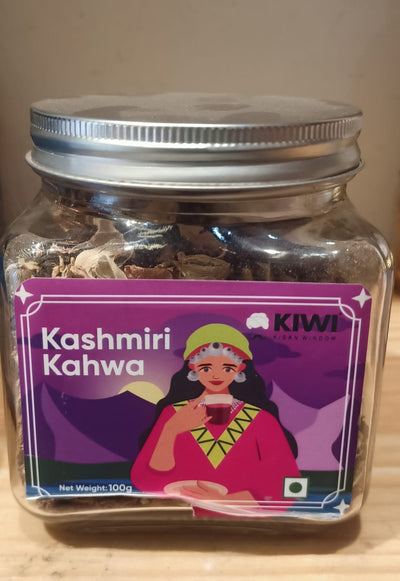 Kashmiri
Kahwa
KIWI
KISAN WINDOW
Net Weight: 100g